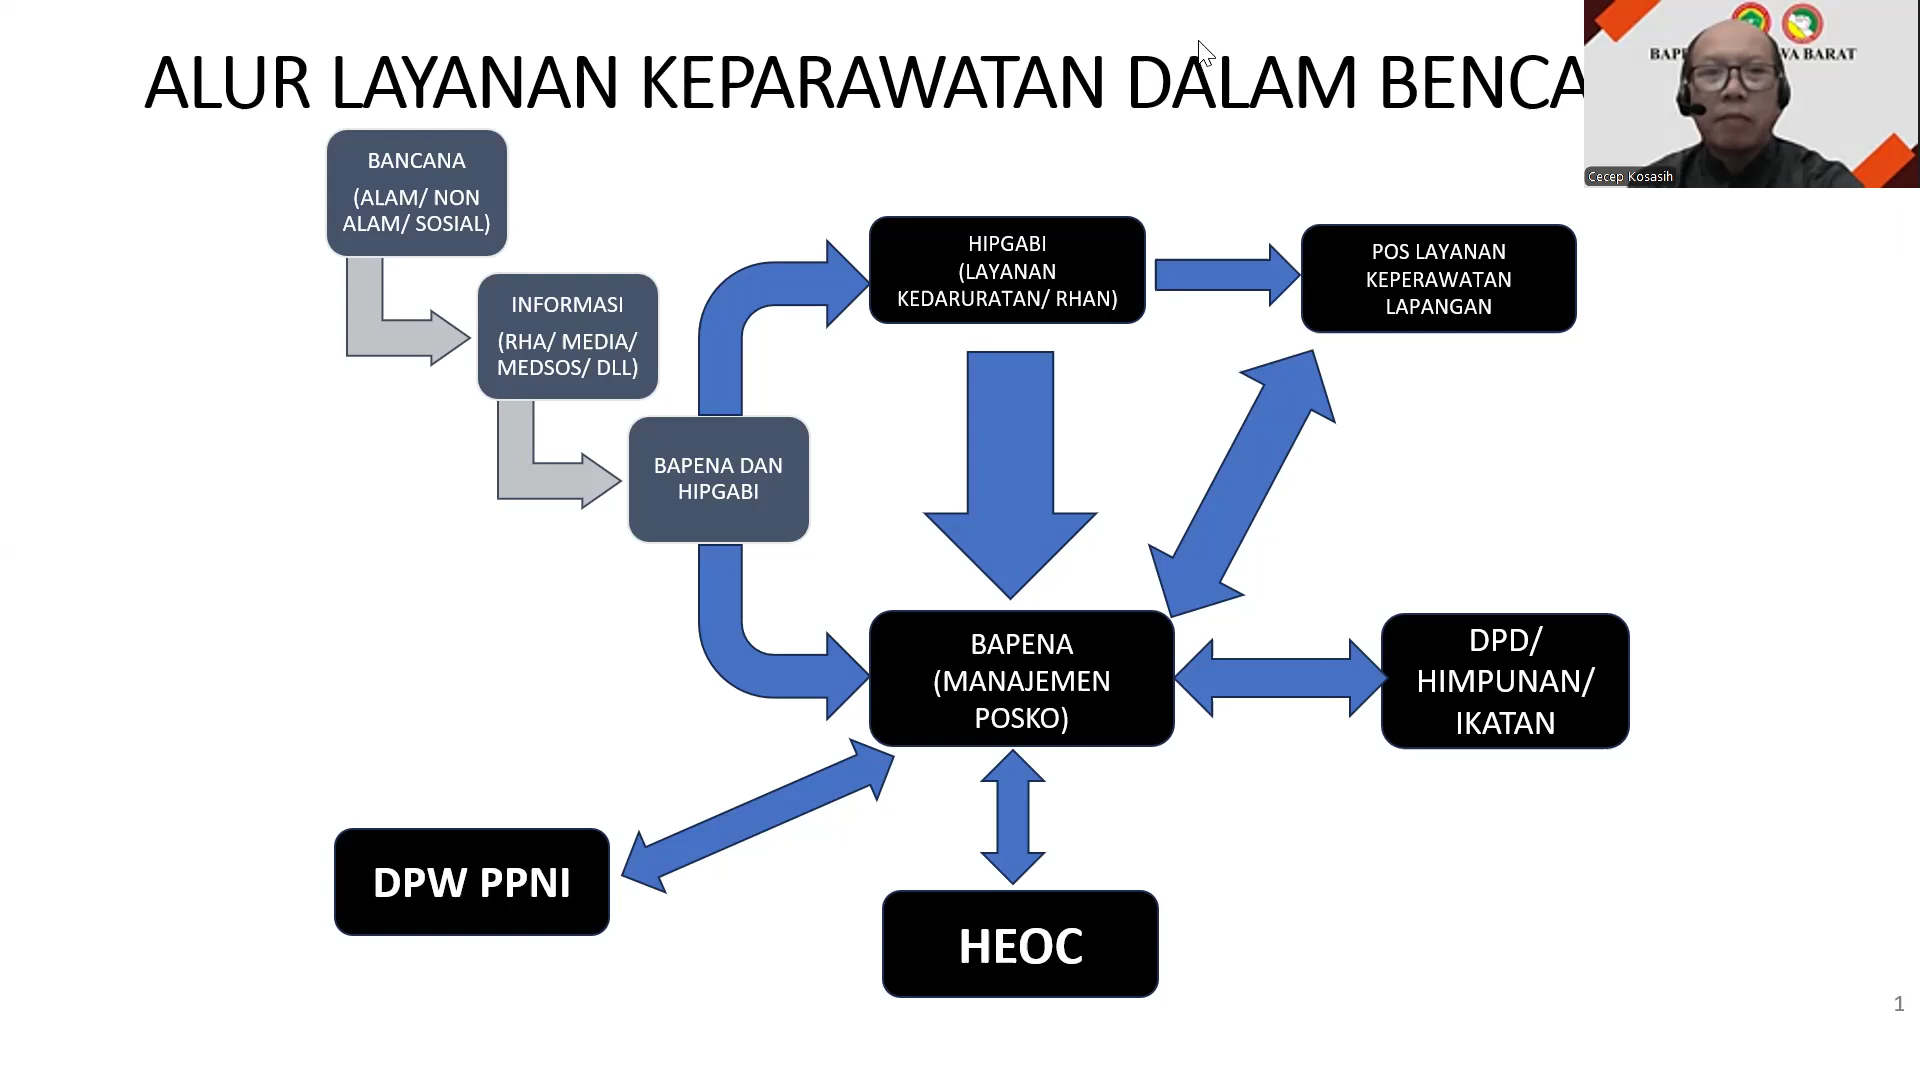 ALUR LAYANAN KEPARAWATAN DALAM BENCA
BANCANA
(ALAM/ NON
ALAM/ SOSIAL)
INFORMASI
(RHA/ MEDIA/
MEDSOS/ DLL)
BAPENA DAN
HIPGABI
HIPGABI
(LAYANAN
KEDARURATAN/ RHAN)
POS LAYANAN
KEPERAWATAN
LAPANGAN
BAPENA
(MANAJEMEN
POSKO)
DPD/
HIMPUNAN/
IKATAN
DPW PPNI
HEOC
1
BAP WA BARAT
Cecep Kosasih